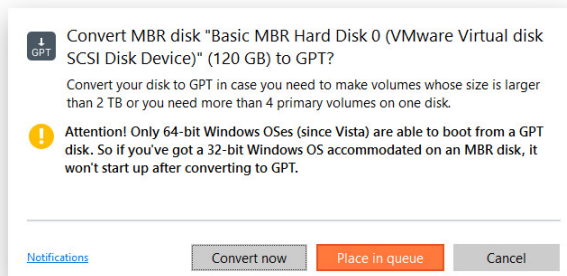 Convert MBR disk "Basic MBR Hard Disk 0 (VMware Virtual disk
SCSI Disk Device)" (120 GB) to GPT?
GPT
Convert your disk to GPT in case you need to make volumes whose size is larger
than 2 TB or you need more than 4 primary volumes on one disk.
Attention! Only 64-bit Windows OSes (since Vista) are able to boot from a GPT
disk. So if you've got a 32-bit Windows OS accommodated on an MBR disk, it
won't start up after converting to GPT.
Notifications Convert now Place in queue Cancel